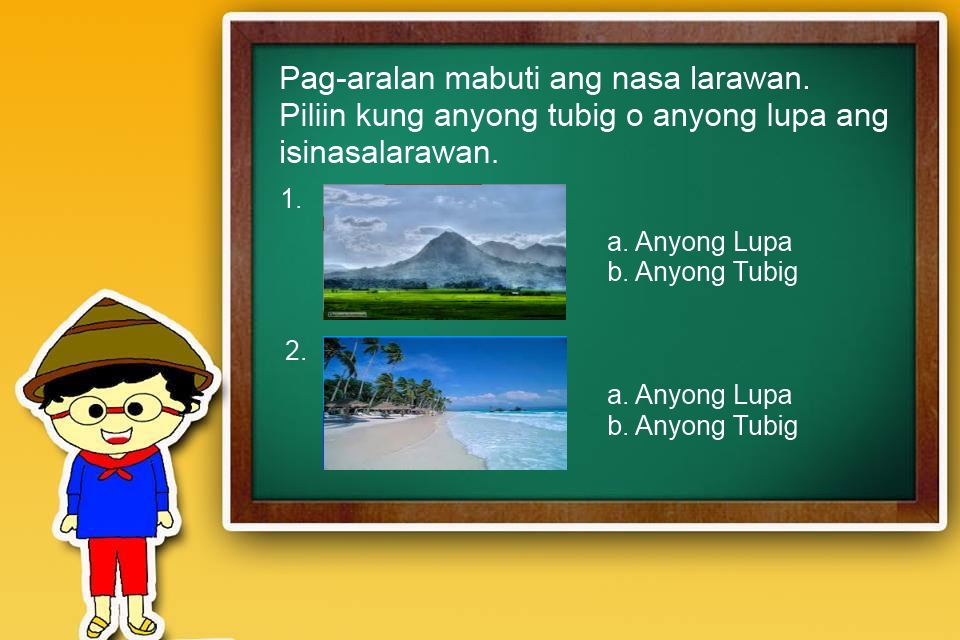 Pag-aralan mabuti ang nasa larawan.
Piliin kung anyong tubig o anyong lupa ang
isinasalarawan.
1.
a. Anyong Lupa
b. Anyong Tubig
2.
a. Anyong Lupa
b. Anyong Tubig